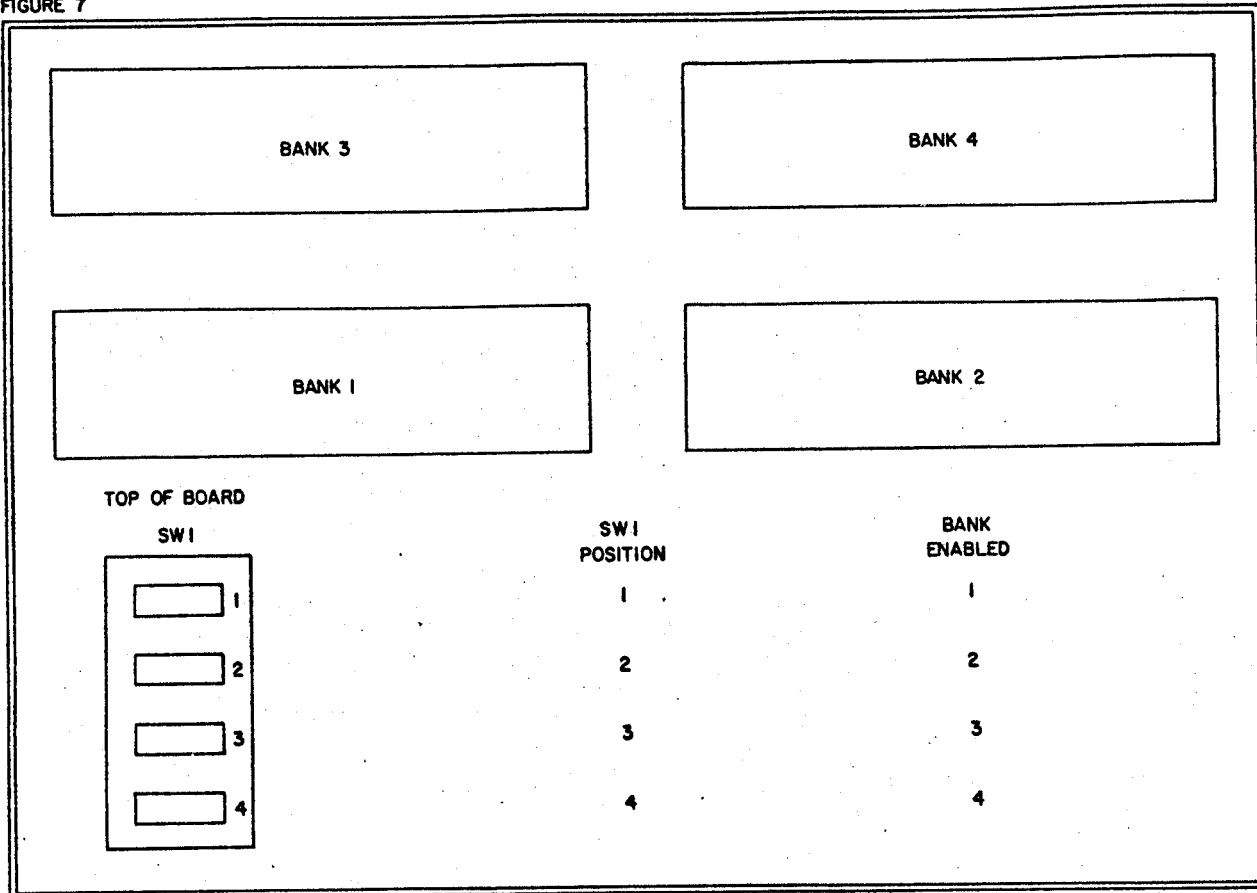 FIGURE 7
BANK 3
BANK 4
BANK 1
BANK 2
TOP OF BOARD
SW1
1
2
3
4
SW1 POSITION
BANK ENABLED
1 1
2 2
3 3
4 4